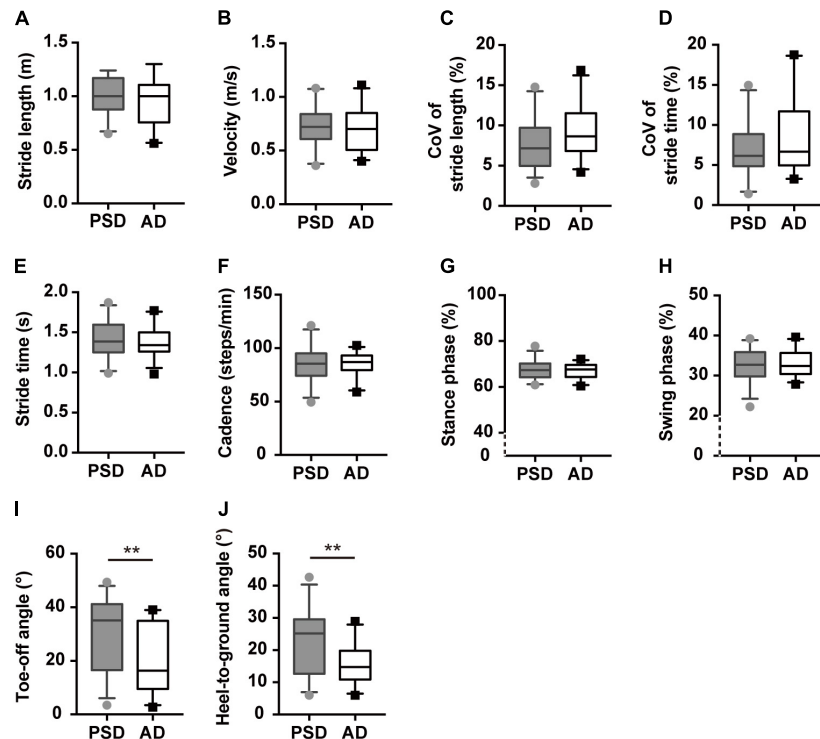 A
Stride length (m)
1.5
1.0
0.5
0.0
PSD AD
B
Velocity (m/s)
1.5
1.0
0.5
0.0
PSD AD
C
CoV of
stride length (%)
20
15
10
5
0
PSD AD
D
CoV of
stride time (%)
20
15
10
5
0
PSD AD
E
Stride time (s)
2.0
1.5
1.0
0.5
0.0
PSD AD
F
Cadence (steps/min)
150
100
50
0
PSD AD
G
Stance phase (%)
100
80
60
40
0
PSD AD
H
Swing phase (%)
50
40
30
20
0
PSD AD
I
Toe-off angle (°)
60
40
20
0
**
PSD AD
J
Heel-to-ground angle (°)
50
40
30
20
10
0
**
PSD AD